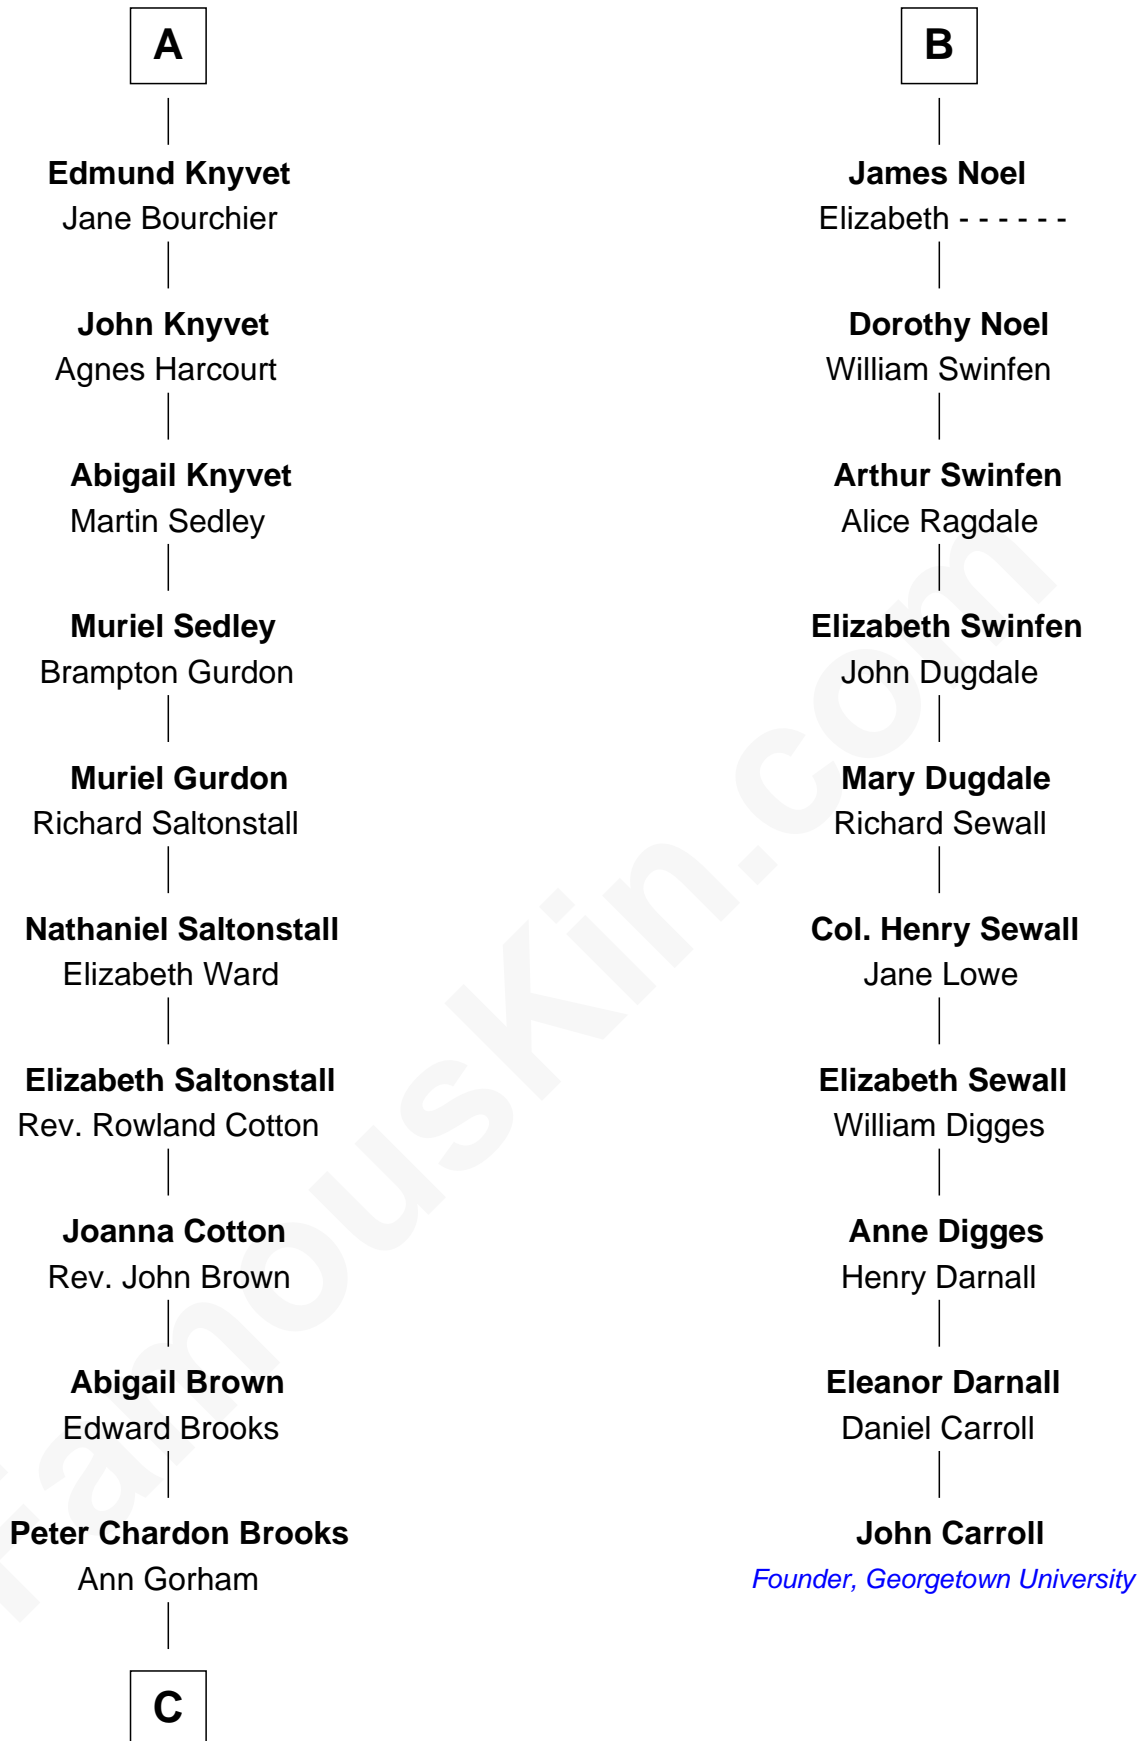 A
Edmund Knyvet
Jane Bourchier
John Knyvet
Agnes Harcourt
Abigail Knyvet
Martin Sedley
Muriel Sedley
Brampton Gurdon
Muriel Gurdon
Richard Saltonstall
Nathaniel Saltonstall
Elizabeth Ward
Elizabeth Saltonstall
Rev. Rowland Cotton
Joanna Cotton
Rev. John Brown
Abigail Brown
Edward Brooks
Peter Chardon Brooks
Ann Gorham
C
B
James Noel
Elizabeth - - - - - -
Dorothy Noel
William Swinfen
Arthur Swinfen
Alice Ragdale
Elizabeth Swinfen
John Dugdale
Mary Dugdale
Richard Sewall
Col. Henry Sewall
Jane Lowe
Elizabeth Sewall
William Digges
Anne Digges
Henry Darnall
Eleanor Darnall
Daniel Carroll
John Carroll
Founder, Georgetown University
FamousKin.com